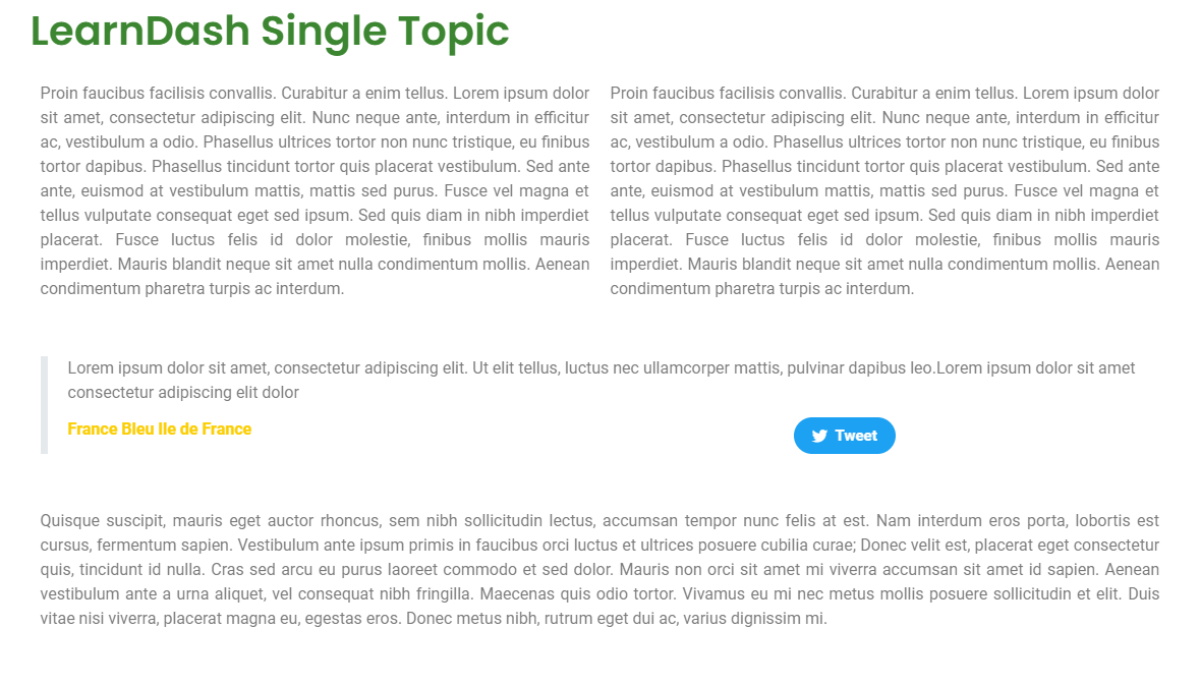 LearnDash Single Topic
Proin faucibus facilisis convallis. Curabitur a enim tellus. Lorem ipsum dolor
sit amet, consectetur adipiscing elit. Nunc neque ante, interdum in efficitur
ac, vestibulum a odio. Phasellus ultrices tortor non nunc tristique, eu finibus
tortor dapibus. Phasellus tincidunt tortor quis placerat vestibulum. Sed ante
ante, euismod at vestibulum mattis, mattis sed purus. Fusce vel magna et
tellus vulputate consequat eget sed ipsum. Sed quis diam in nibh imperdiet
placerat. Fusce luctus felis id dolor molestie, finibus mollis mauris
imperdiet. Mauris blandit neque sit amet nulla condimentum mollis. Aenean
condimentum pharetra turpis ac interdum.
Proin faucibus facilisis convallis. Curabitur a enim tellus. Lorem ipsum dolor
sit amet, consectetur adipiscing elit. Nunc neque ante, interdum in efficitur
ac, vestibulum a odio. Phasellus ultrices tortor non nunc tristique, eu finibus
tortor dapibus. Phasellus tincidunt tortor quis placerat vestibulum. Sed ante
ante, euismod at vestibulum mattis, mattis sed purus. Fusce vel magna et
tellus vulputate consequat eget sed ipsum. Sed quis diam in nibh imperdiet
placerat. Fusce luctus felis id dolor molestie, finibus mollis mauris
imperdiet. Mauris blandit neque sit amet nulla condimentum mollis. Aenean
condimentum pharetra turpis ac interdum.
Lorem ipsum dolor sit amet, consectetur adipiscing elit. Ut elit tellus, luctus nec ullamcorper mattis, pulvinar dapibus leo.Lorem ipsum dolor sit amet
consectetur adipiscing elit dolor
France Bleu Ile de France
Tweet
Quisque suscipit, mauris eget auctor rhoncus, sem nibh sollicitudin lectus, accumsan tempor nunc felis at est. Nam interdum eros porta, lobortis est
cursus, fermentum sapien. Vestibulum ante ipsum primis in faucibus orci luctus et ultrices posuere cubilia curae; Donec velit est, placerat eget consectetur
quis, tincidunt id nulla. Cras sed arcu eu purus laoreet commodo et sed dolor. Mauris non orci sit amet mi viverra accumsan sit amet id sapien. Aenean
vestibulum ante a urna aliquet, vel consequat nibh fringilla. Maecenas quis odio tortor. Vivamus eu mi nec metus mollis posuere sollicitudin et elit. Duis
vitae nisi viverra, placerat magna eu, egestas eros. Donec metus nibh, rutrum eget dui ac, varius dignissim mi.